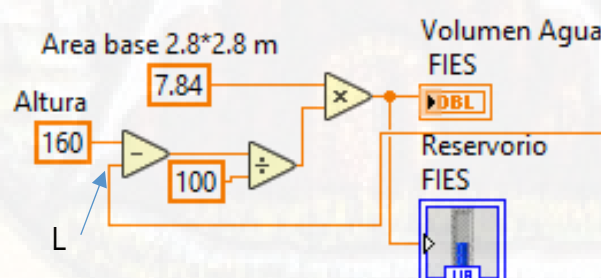 Volumen Agua
FIES
Area base 2.8*2.8 m
7.84
×
DBL
Altura
160
-
÷
100
Reservorio
FIES
L